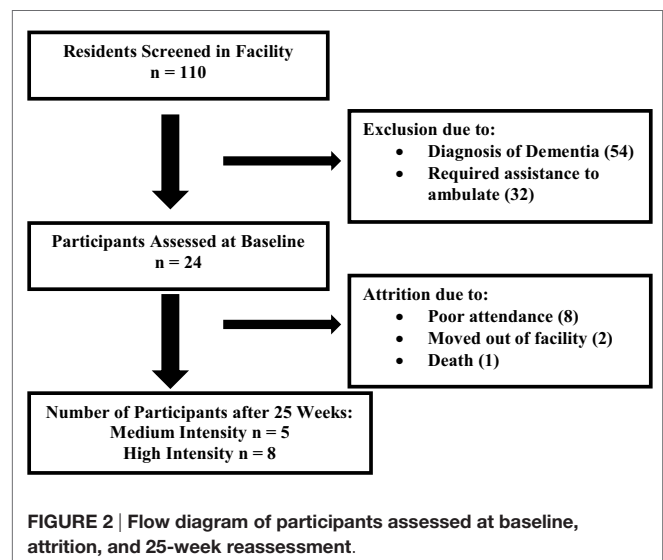 Residents Screened in Facility
n = 110
Exclusion due to:
• Diagnosis of Dementia (54)
• Required assistance to
ambulate (32)
Participants Assessed at Baseline
n = 24
Attrition due to:
• Poor attendance (8)
• Moved out of facility (2)
• Death (1)
Number of Participants after 25 Weeks:
Medium Intensity n = 5
High Intensity n = 8
FIGURE 2 | Flow diagram of participants assessed at baseline,
attrition, and 25-week reassessment.